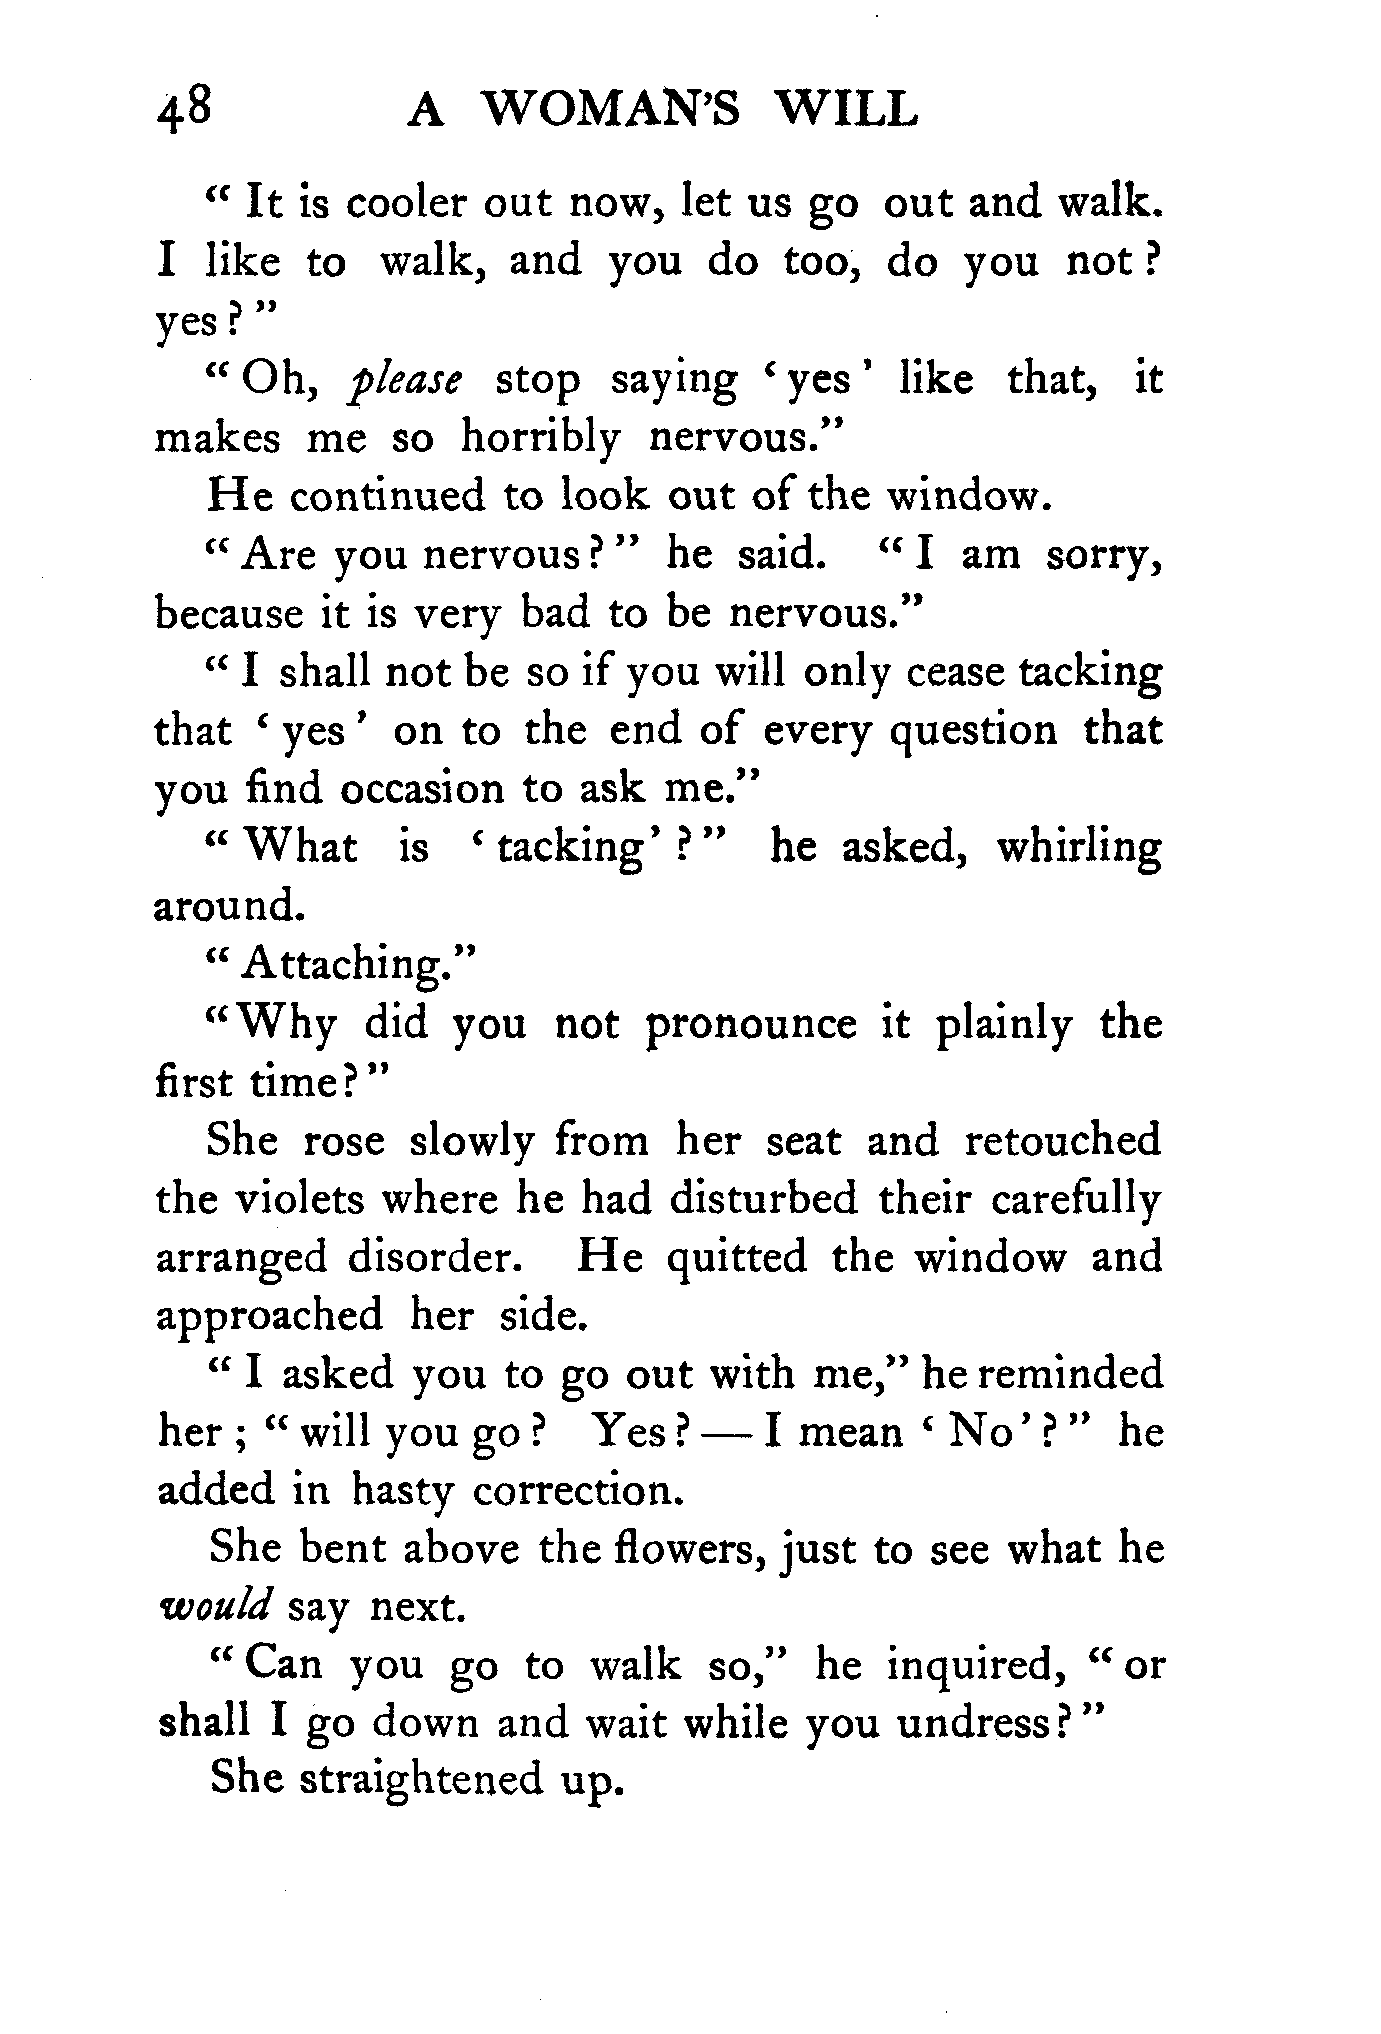 48 A WOMAN'S WILL
“ It is cooler out now, let us go out and walk.
I like to walk, and you do too, do you not ?
yes ? ”
“ Oh, please stop saying ‘ yes ’ like that, it
makes me so horribly nervous.”
He continued to look out of the window.
“ Are you nervous ? ” he said. “ I am sorry,
because it is very bad to be nervous.”
“ I shall not be so if you will only cease tacking
that ‘ yes ’ on to the end of every question that
you find occasion to ask me.”
“ What is ‘ tacking’ ? ” he asked, whirling
around.
“ Attaching.”
“Why did you not pronounce it plainly the
first time? ”
She rose slowly from her seat and retouched
the violets where he had disturbed their carefully
arranged disorder. He quitted the window and
approached her side.
“ I asked you to go out with me,” he reminded
her ; “ will you go ? Yes ? — I mean ‘ No’ ? ” he
added in hasty correction.
She bent above the flowers, just to see what he
would say next.
“ Can you go to walk so,” he inquired, “ or
shall I go down and wait while you undress? ”
She straightened up.